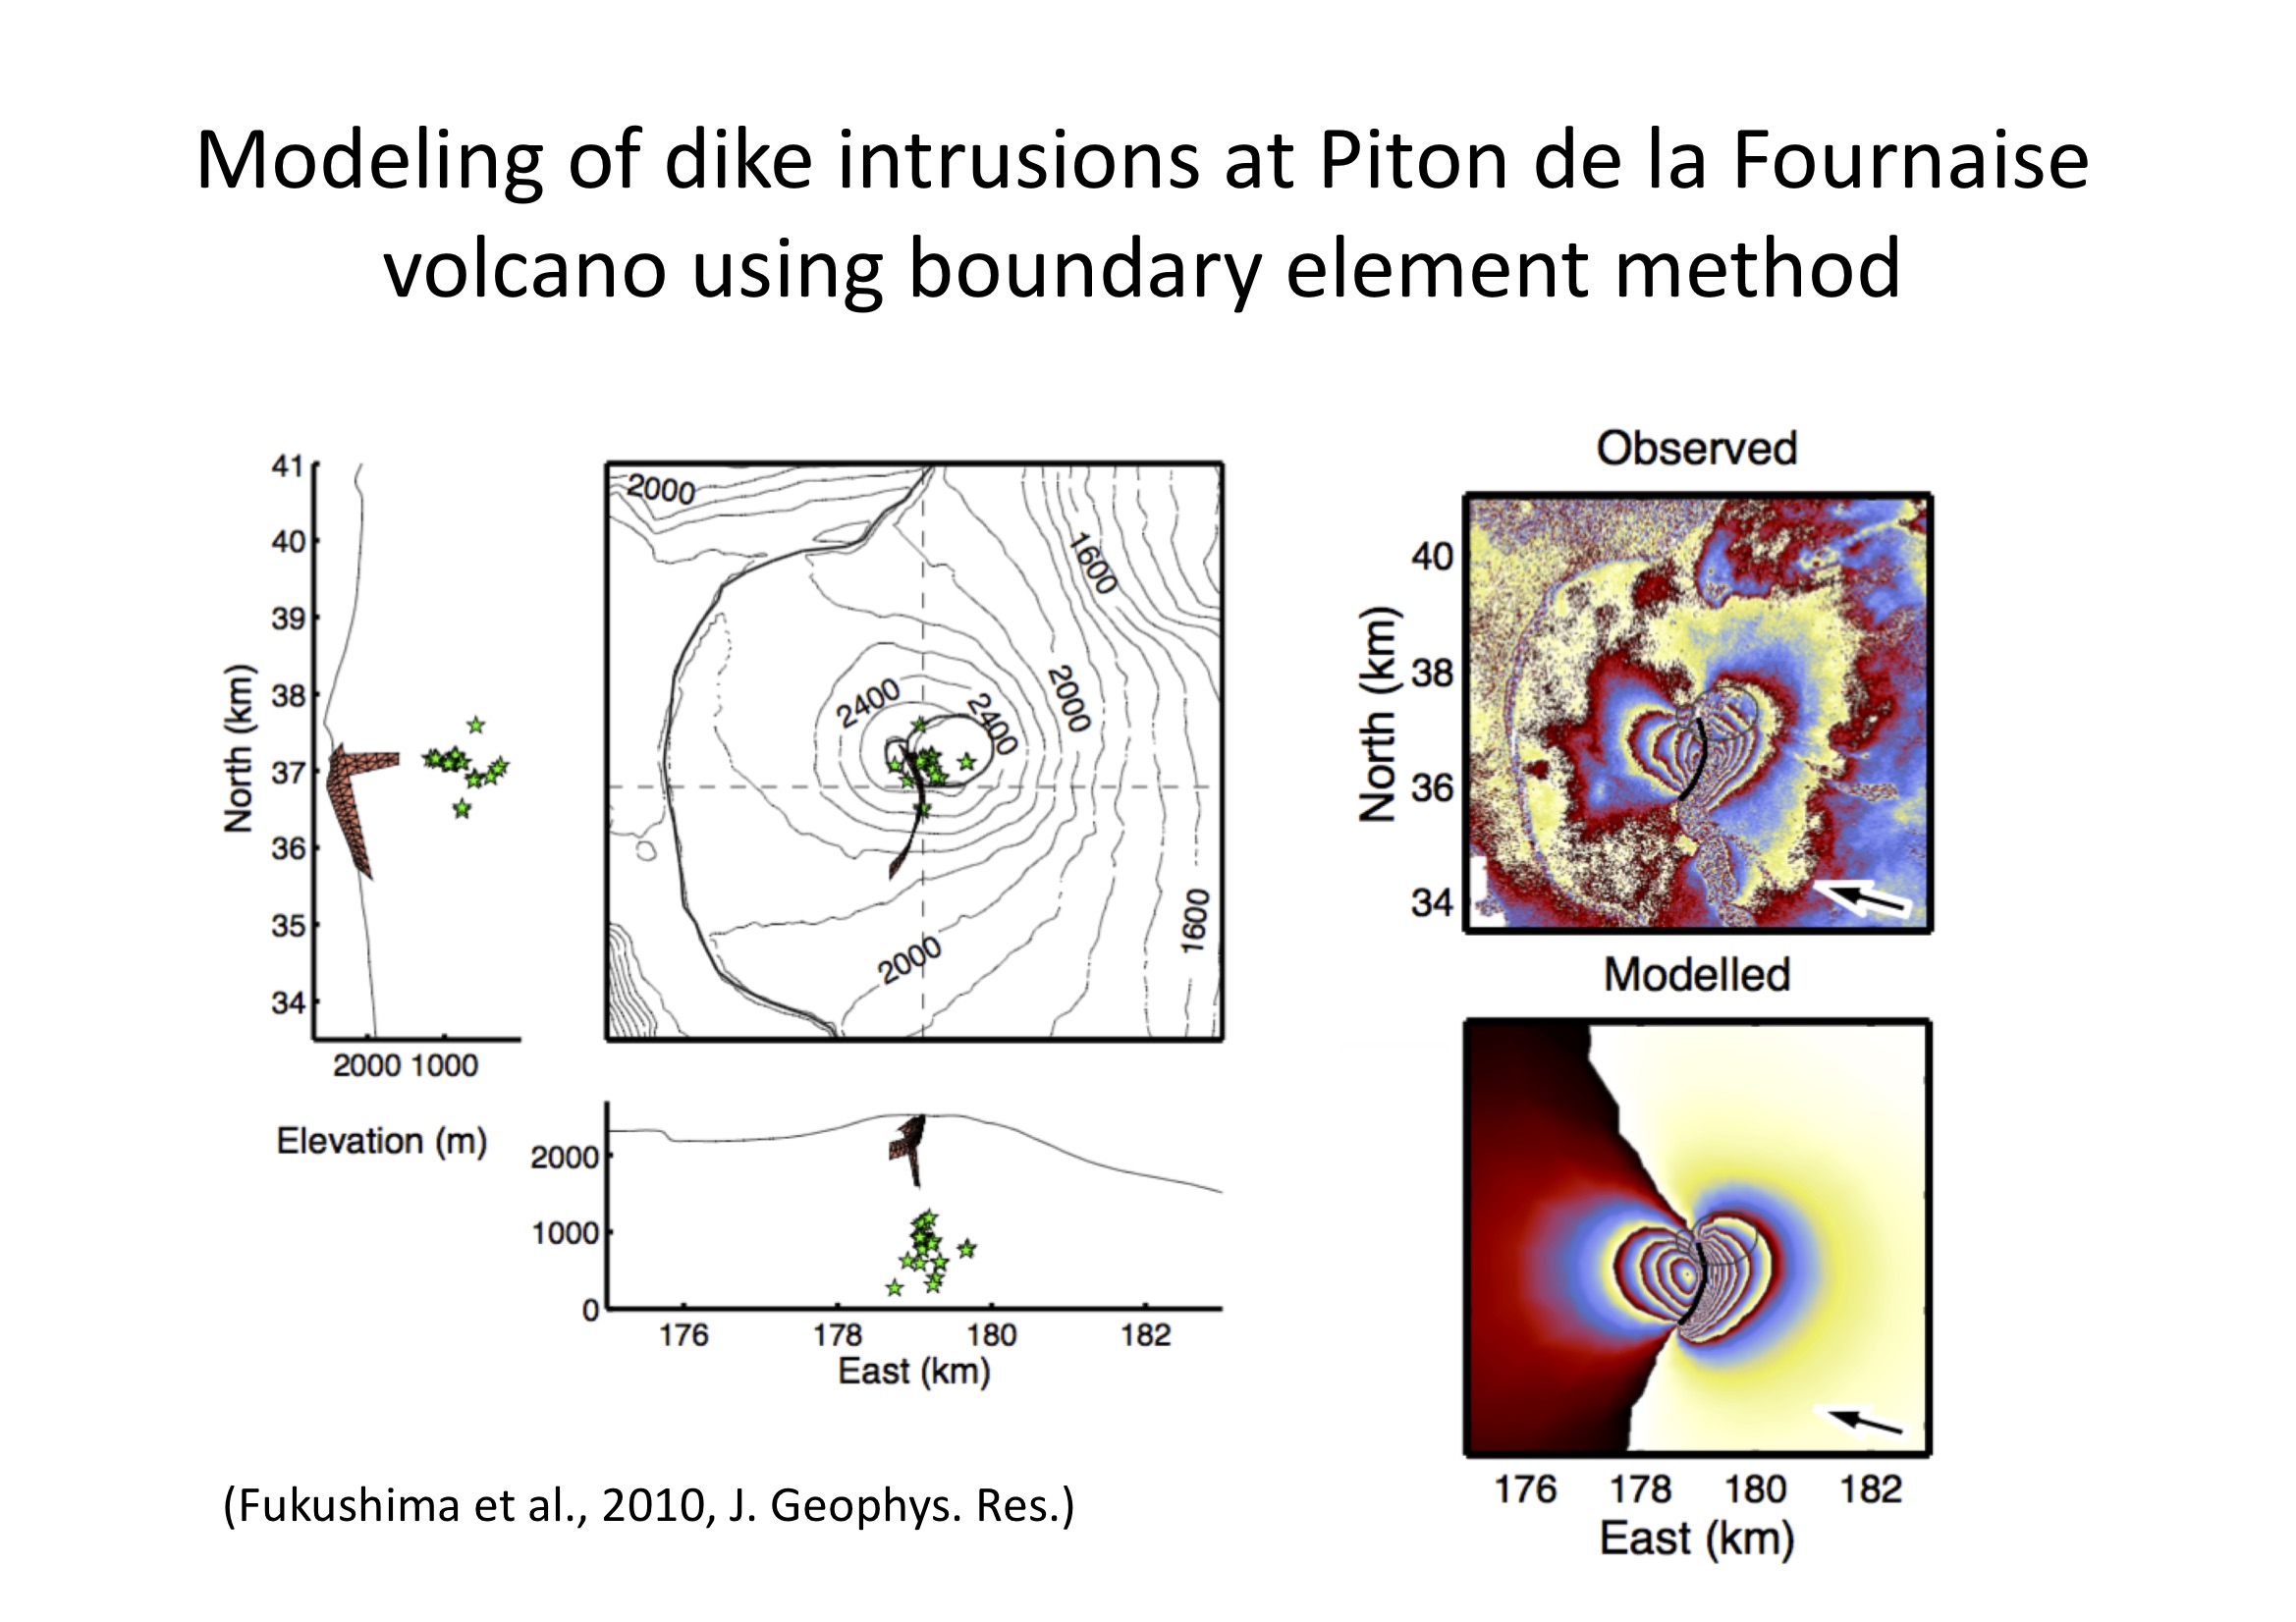 Modeling of dike intrusions at Piton de la Fournaise
volcano using boundary element method
41
40
39
38
37
36
35
34
North (km)
2000 1000
Elevation (m)
2000
1600
2400
2400
2000
2000
1600
2000
1000
0
176 178 180 182
East (km)
Observed
40
38
36
34
North (km)
Modelled
176 178 180 182
East (km)
(Fukushima et al., 2010, J. Geophys. Res.)